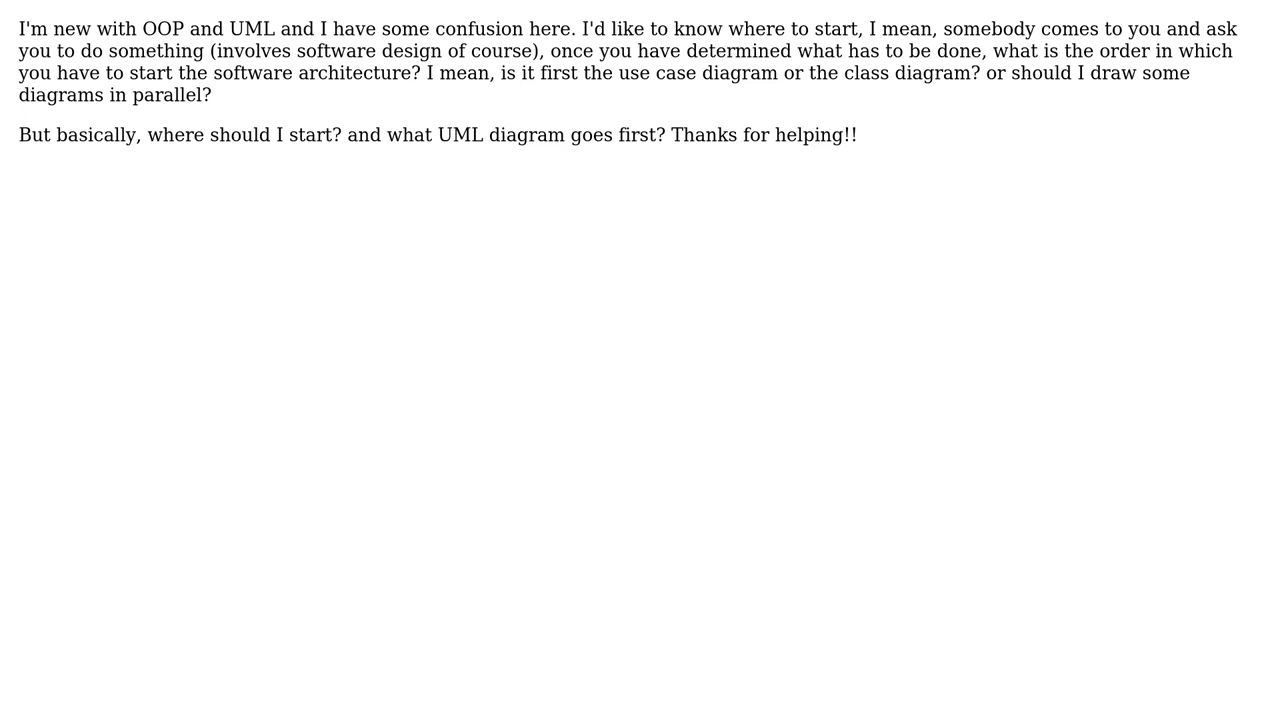 I'm new with OOP and UML and I have some confusion here. I'd like to know where to start, I mean, somebody comes to you and ask
you to do something (involves software design of course), once you have determined what has to be done, what is the order in which
you have to start the software architecture? I mean, is it first the use case diagram or the class diagram? or should I draw some
diagrams in parallel?
But basically, where should I start? and what UML diagram goes first? Thanks for helping!!